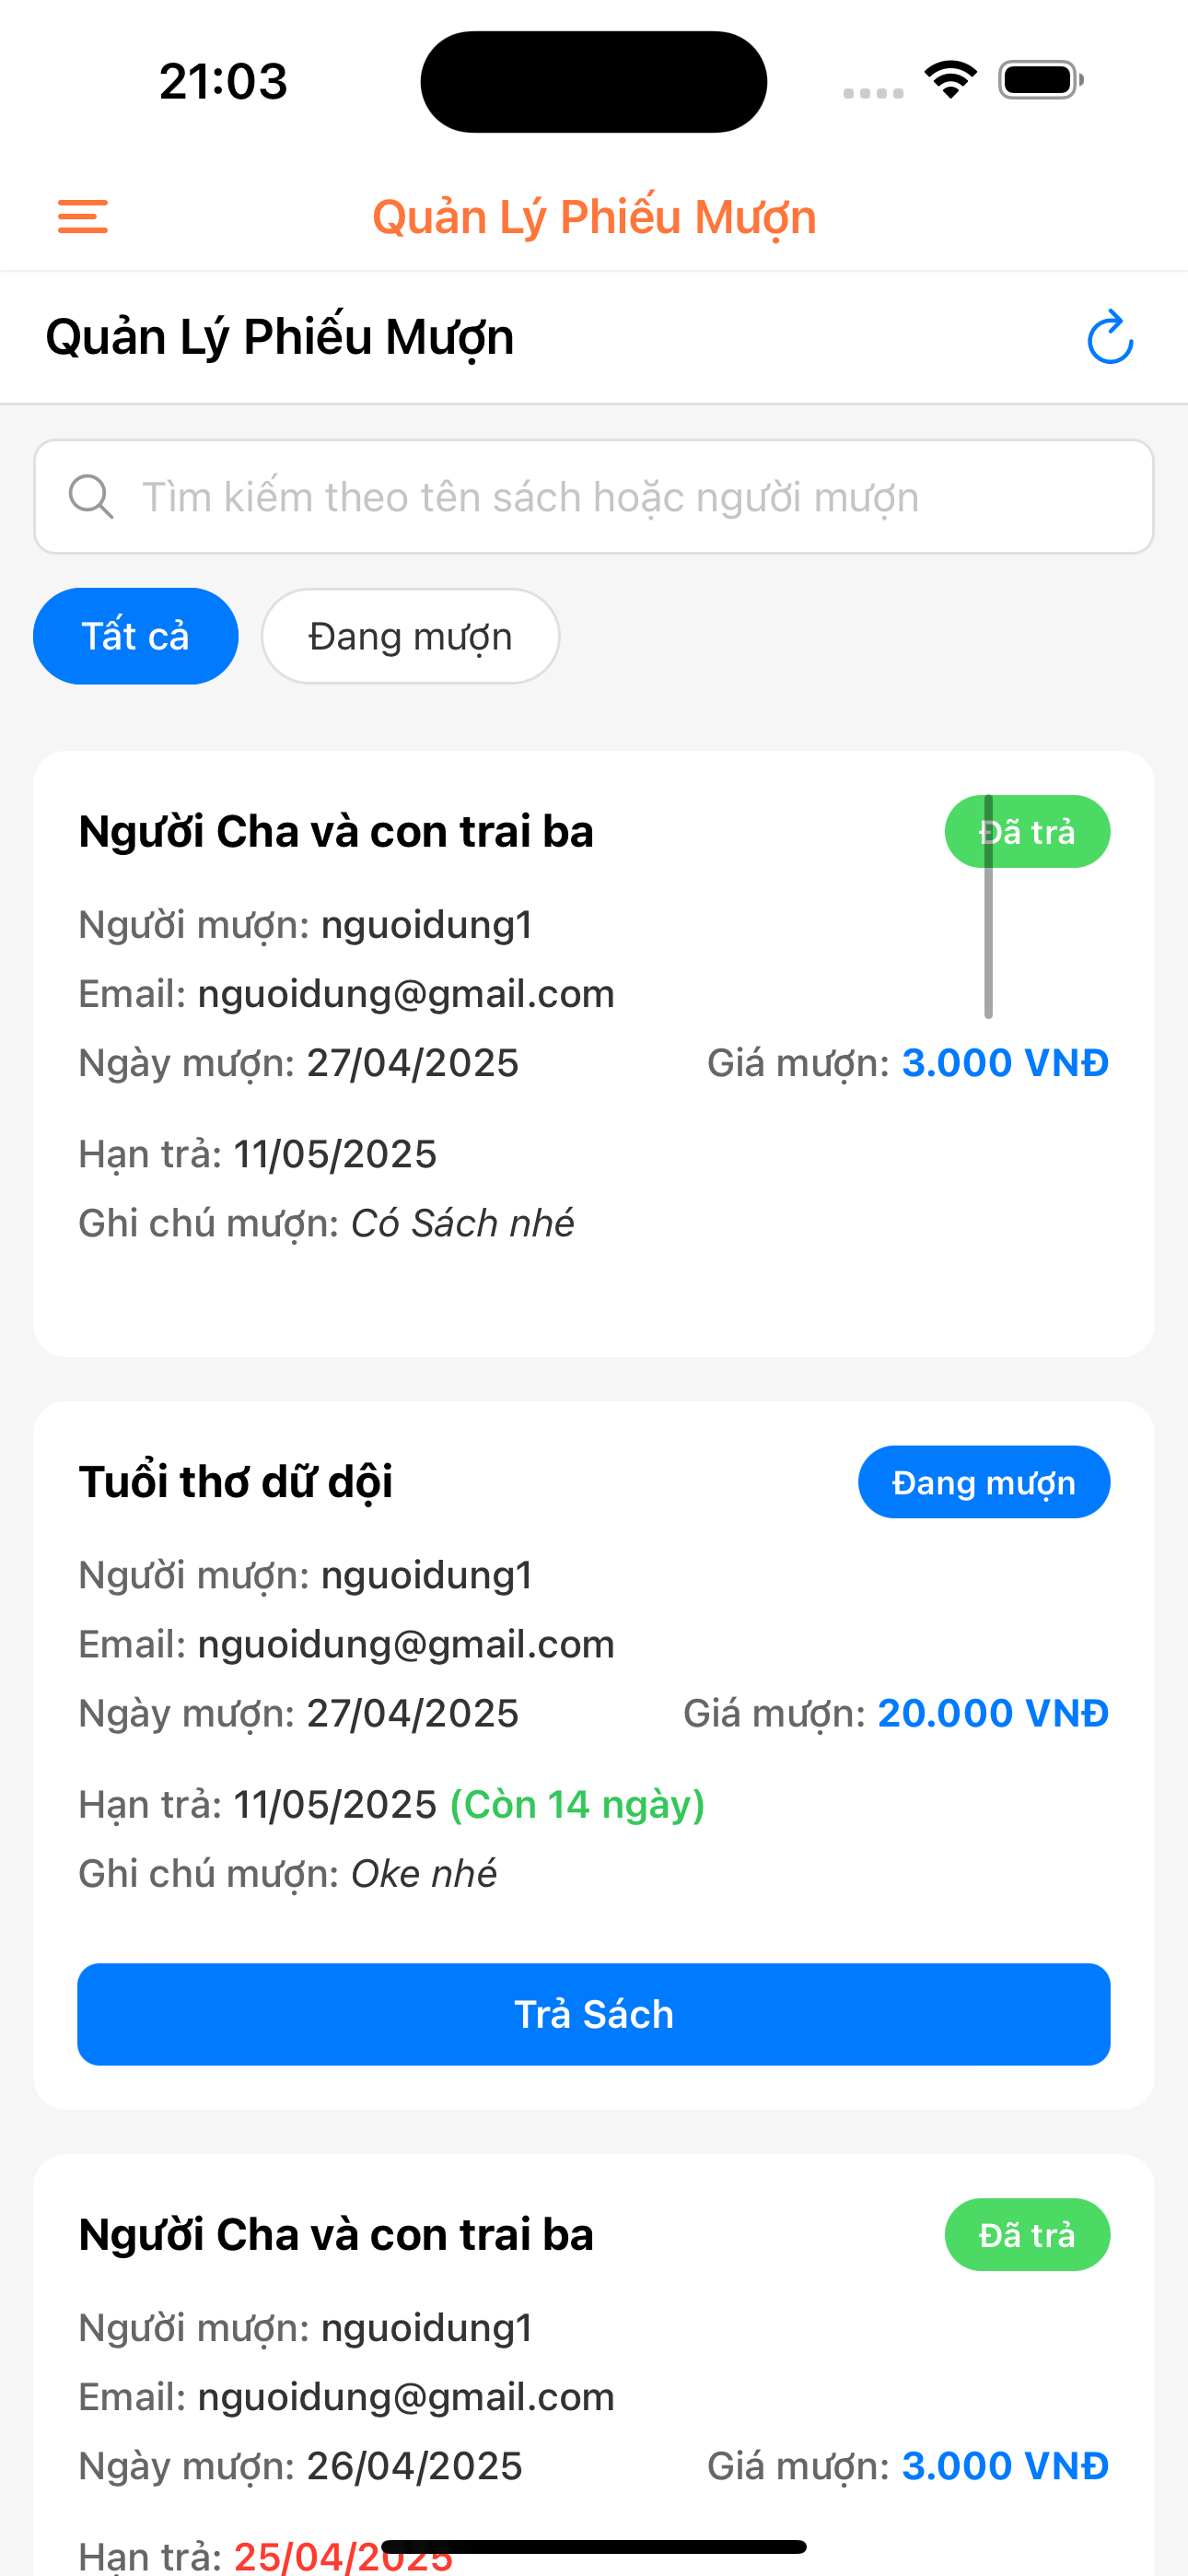 21:03
Quản Lý Phiếu Mượn
Quản Lý Phiếu Mượn
Tìm kiếm theo tên sách hoặc người mượn
Tất cả
Đang mượn
Người Cha và con trai ba
Đã trả
Người mượn: nguoidung1
Email: nguoidung@gmail.com
Ngày mượn: 27/04/2025 Giá mượn: 3.000 VNĐ
Hạn trả: 11/05/2025
Ghi chú mượn: Có Sách nhé
Tuổi thơ dữ dội
Đang mượn
Người mượn: nguoidung1
Email: nguoidung@gmail.com
Ngày mượn: 27/04/2025 Giá mượn: 20.000 VNĐ
Hạn trả: 11/05/2025 (Còn 14 ngày)
Ghi chú mượn: Oke nhé
Trả Sách
Người Cha và con trai ba
Đã trả
Người mượn: nguoidung1
Email: nguoidung@gmail.com
Ngày mượn: 26/04/2025 Giá mượn: 3.000 VNĐ
Hạn trả: 25/04/2025